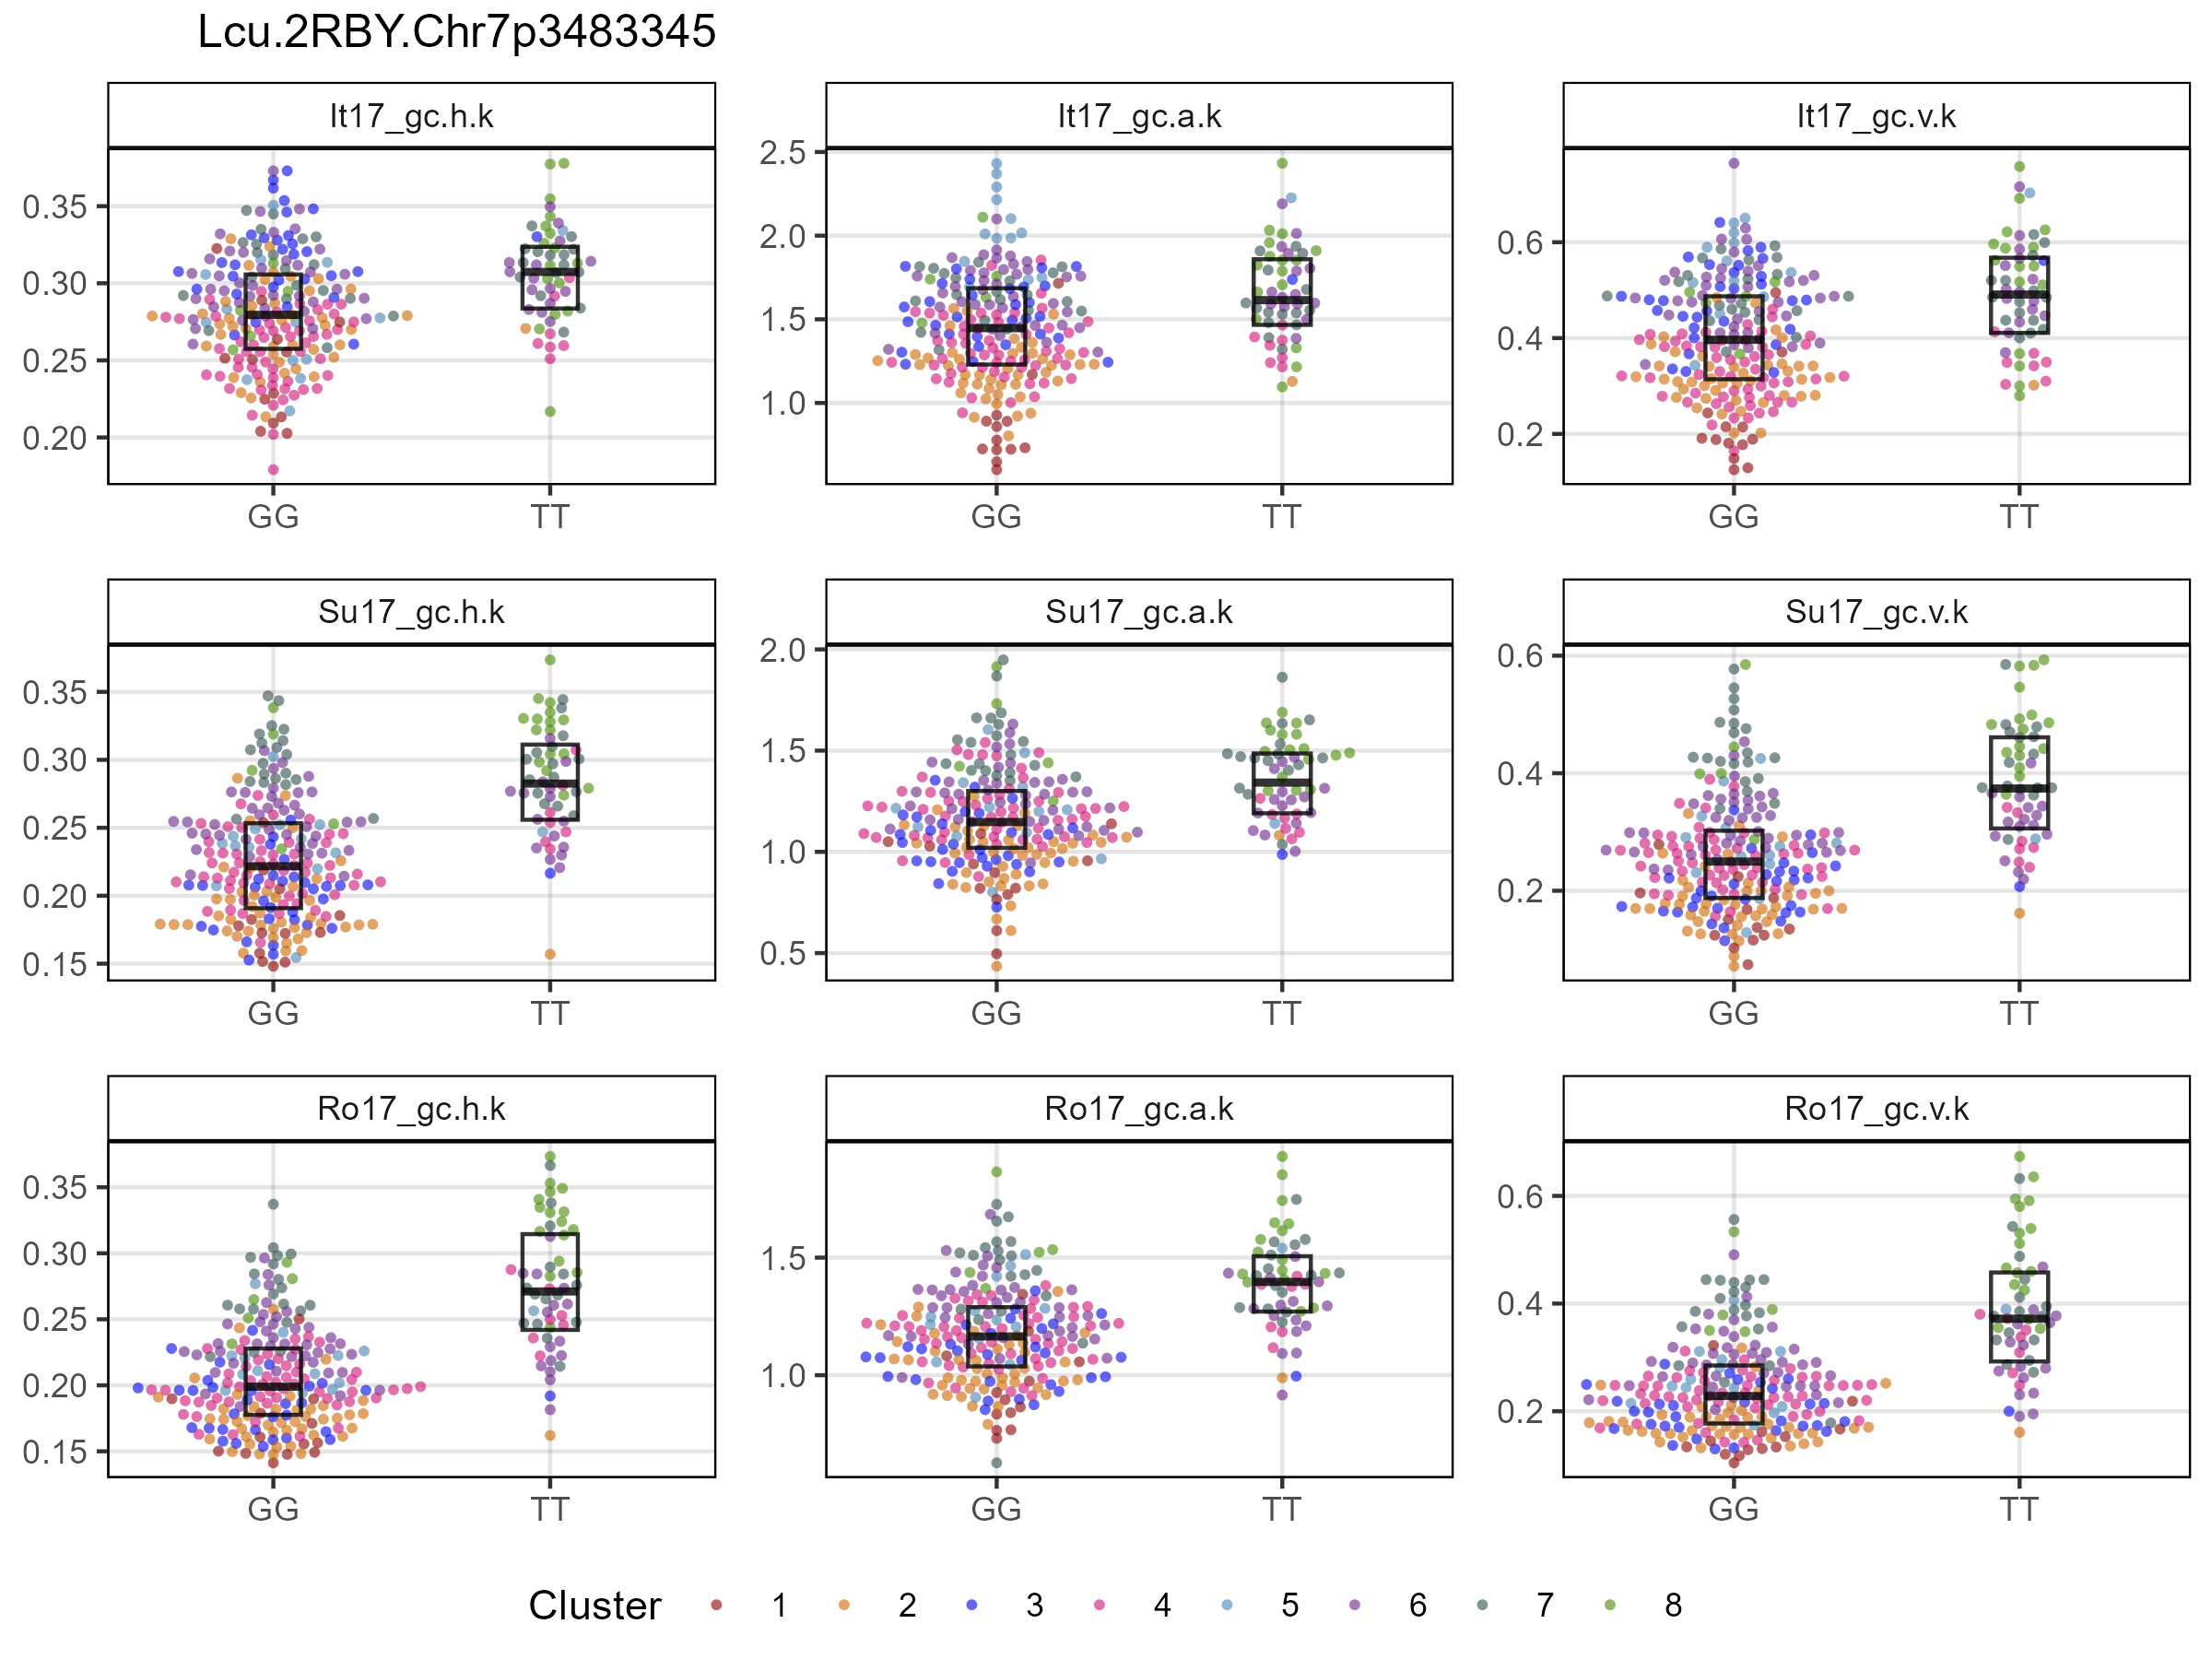 Lcu.2RBY.Chr7p3483345
It17_gc.h.k
It17_gc.a.k
It17_gc.v.k
0.35
0.30
0.25
0.20
GG
TT
2.5
2.0
1.5
1.0
GG
TT
0.6
0.4
0.2
GG
TT
Su17_gc.h.k
Su17_gc.a.k
Su17_gc.v.k
0.35
0.30
0.25
0.20
0.15
GG
TT
2.0
1.5
1.0
0.5
GG
TT
0.6
0.4
0.2
GG
TT
Ro17_gc.h.k
Ro17_gc.a.k
Ro17_gc.v.k
0.35
0.30
0.25
0.20
0.15
GG
TT
1.5
1.0
GG
TT
0.6
0.4
0.2
GG
TT
Cluster 1 2 3 4 5 6 7 8